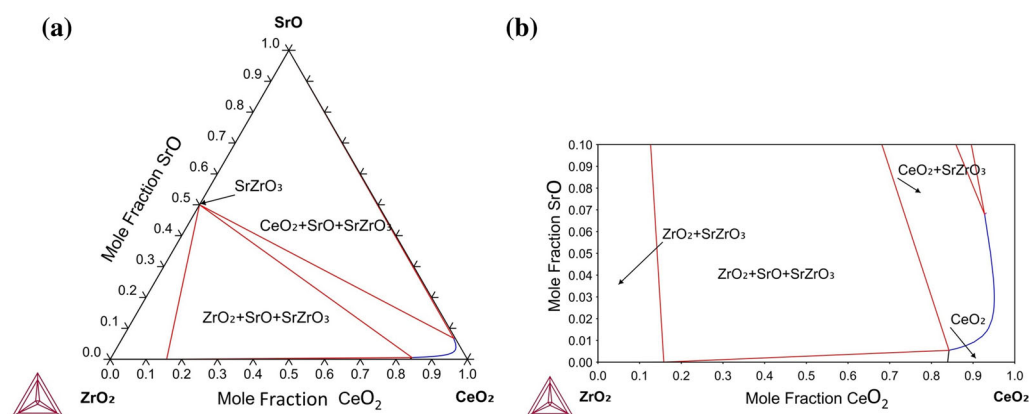 (a)
SrO
1.0
0.9
0.8
0.7
0.6
0.5
0.4
0.3
0.2
0.1
0.0
Mole Fraction SrO
SrZrO₃
CeO₂+SrO+SrZrO₃
ZrO₂+SrO+SrZrO₃
0.0 0.1 0.2 0.3 0.4 0.5 0.6 0.7 0.8 0.9 1.0
ZrO₂
Mole Fraction CeO₂
CeO₂
(b)
0.10
0.09
0.08
0.07
0.06
0.05
0.04
0.03
0.02
0.01
0.00
Mole Fraction SrO
CeO₂+SrZrO₃
ZrO₂+SrZrO₃
ZrO₂+SrO+SrZrO₃
CeO₂
0.0 0.1 0.2 0.3 0.4 0.5 0.6 0.7 0.8 0.9 1.0
ZrO₂
Mole Fraction CeO₂
CeO₂